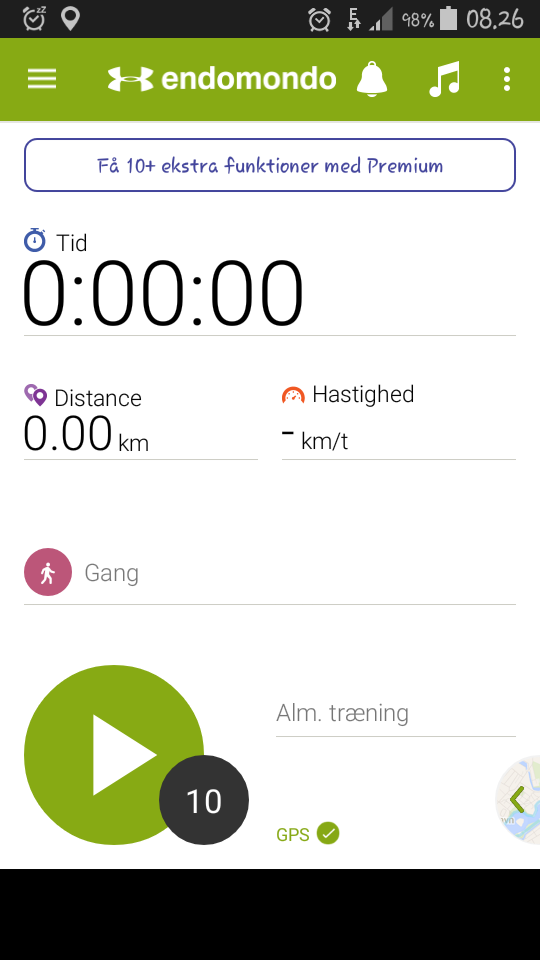 E 98% 08.26
endomondo
Få 10+ ekstra funktioner med Premium
Tid
0:00:00
Distance
0.00 km
Hastighed
- km/t
Gang
10
Alm. træning
GPS